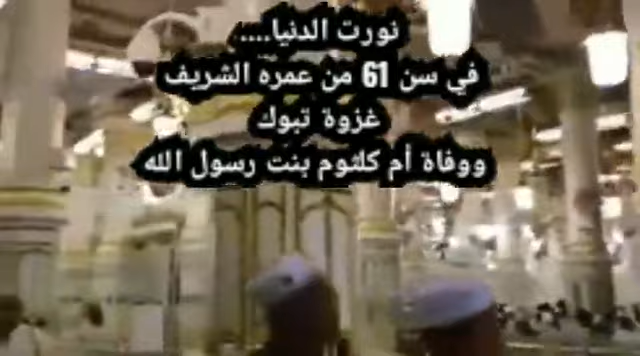 نورت الدنيا....
في سن 61 من عمره الشريف
غزوة تبوك
ووفاة أم كلثوم بنت رسول الله